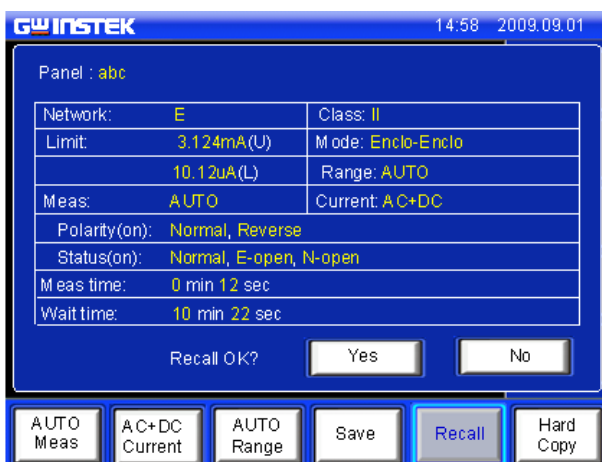 GWINSTEK 14:58 2009.09.01
Panel : abc
Network: E Class: II
Limit: 3.124mA(U) Mode: Enclo-Enclo
10.12uA(L) Range: AUTO
Meas: AUTO Current: AC+DC
Polarity(on): Normal, Reverse
Status(on): Normal, E-open, N-open
Meas time: 0 min 12 sec
Wait time: 10 min 22 sec
Recall OK? Yes No
AUTO Meas
AC+DC Current
AUTO Range
Save
Recall
Hard Copy